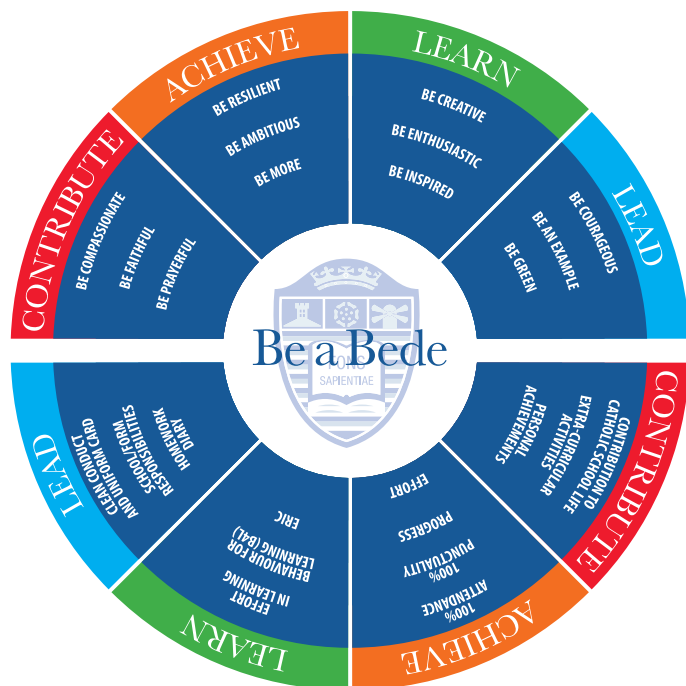 CONTRIBUTE
BE COMPASSIONATE
BE FAITHFUL
BE PRAYERFUL
ACHIEVE
BE RESILIENT
BE AMBITIOUS
BE MORE
LEARN
BE CREATIVE
BE ENTHUSIASTIC
BE INSPIRED
LEAD
BE COURAGEOUS
BE AN EXAMPLE
BE GREEN
Be a Bede
PONS
SAPIENTIAE
CONTRIBUTE
CONTRIBUTION TO
CATHOLIC SCHOOL LIFE
EXTRA-CURRICULAR
ACTIVITIES
PERSONAL
ACHIEVEMENTS
ACHIEVE
EFFORT
PROGRESS
100%
PUNCTUALITY
100%
ATTENDANCE
LEARN
ERIC
BEHAVIOUR FOR
LEARNING (B4L)
EFFORT
IN LEARNING
LEAD
HOMEWORK
DIARY
SCHOOL/FORM
RESPONSIBILITIES
CLEAN CONDUCT
AND UNIFORM CARD